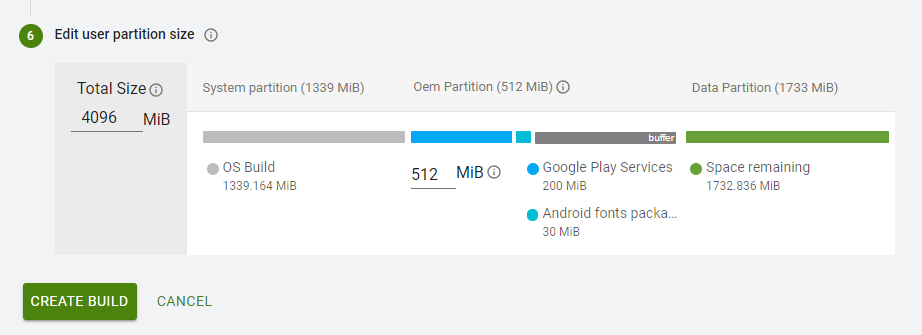 6 Edit user partition size
Total Size
4096 MiB
System partition (1339 MiB)
Oem Partition (512 MiB)
Data Partition (1733 MiB)
buffer
OS Build
1339.164 MiB
512 MiB
Google Play Services
200 MiB
Android fonts packa...
30 MiB
Space remaining
1732.836 MiB
CREATE BUILD
CANCEL